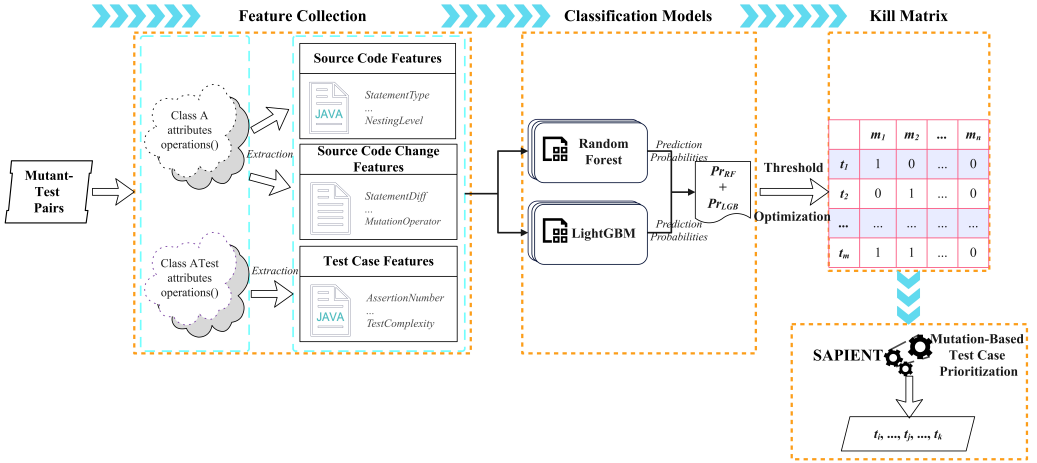 Feature Collection
Classification Models
Kill Matrix
Mutant-
Test
Pairs
Class A
attributes
operations()
Class ATest
attributes
operations()
Extraction
Extraction
Source Code Features
JAVA
StatementType
...
NestingLevel
Source Code Change
Features
StatementDiff
...
MutationOperator
Test Case Features
JAVA
AssertionNumber
...
TestComplexity
Random
Forest
LightGBM
Prediction
Probabilities
Prediction
Probabilities
PrRF
+
PrLGB
Threshold
Optimization
m1 m2 ... mn
t1 1 0 ... 0
t2 0 1 ... 0
... ... ... ... ...
tm 1 1 ... 0
SAPIENT
Mutation-Based
Test Case
Prioritization
ti, ..., tj, ..., tk